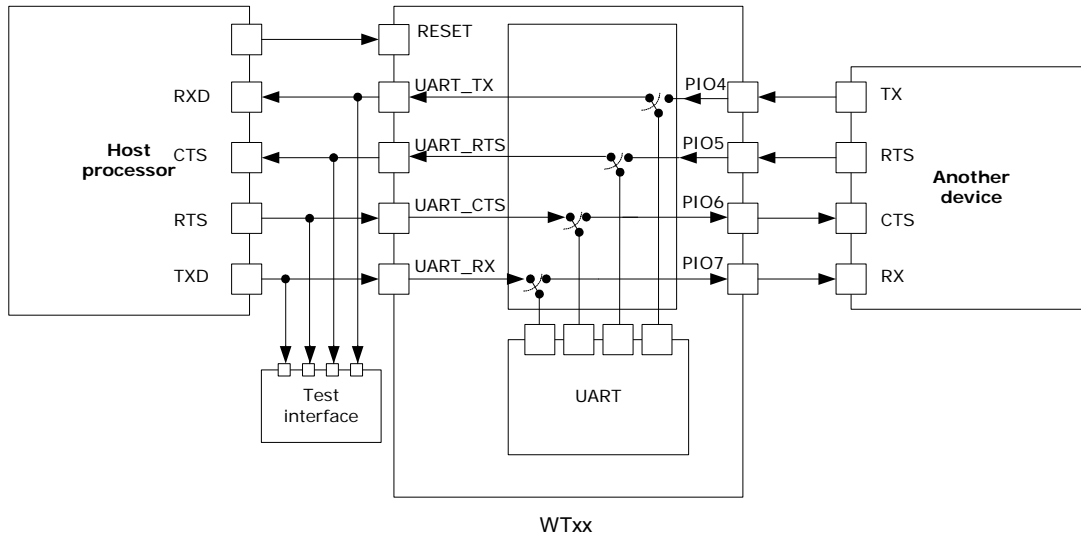 RESET
RXD
UART_TX
PIO4
TX
Host
processor
CTS
UART_RTS
PIO5
RTS
Another
device
RTS
UART_CTS
PIO6
CTS
TXD
UART_RX
PIO7
RX
Test
interface
UART
WTxx